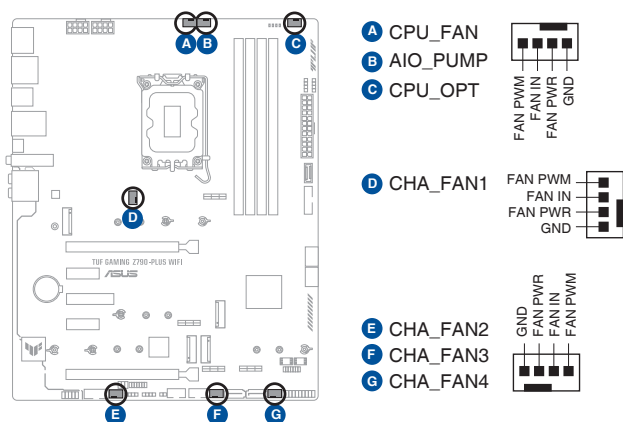 A B C
A CPU_FAN
B AIO_PUMP
C CPU_OPT
FAN PWM
FAN IN
FAN PWR
GND
D
D CHA_FAN1
FAN PWM
FAN IN
FAN PWR
GND
TUF GAMING Z790-PLUS WIFI
ASUS
E CHA_FAN2
F CHA_FAN3
G CHA_FAN4
GND
FAN PWR
FAN IN
FAN PWM
E F G